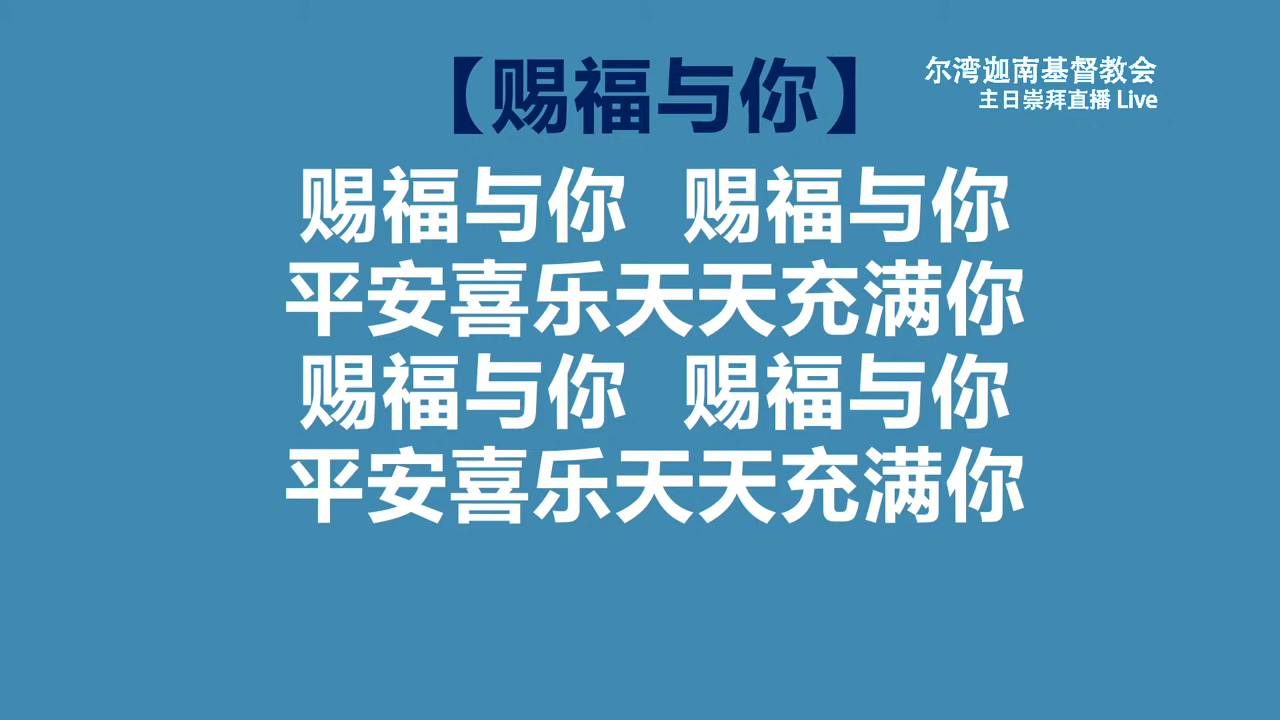 【赐福与你】
尔湾迦南基督教会
主日崇拜直播 Live
赐福与你 赐福与你
平安喜乐天天充满你
赐福与你 赐福与你
平安喜乐天天充满你